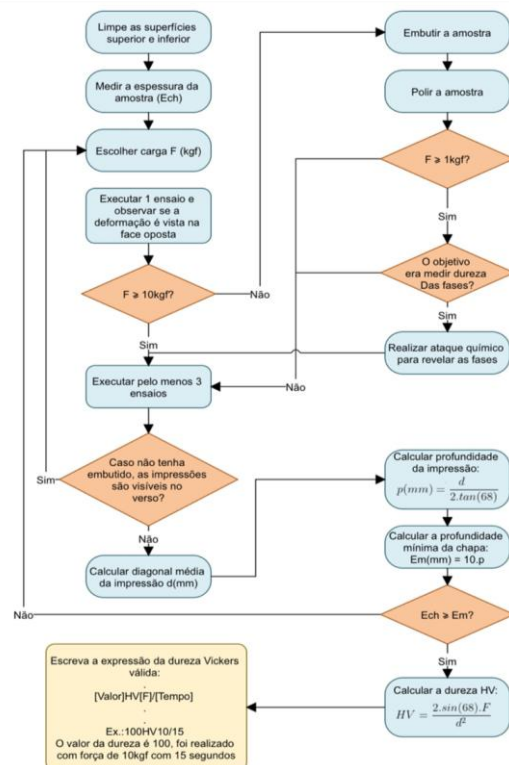 Limpe as superfícies
superior e inferior
Medir a espessura da
amostra (Ech)
Escolher carga F (kgf)
Executar 1 ensaio e
observar se a
deformação é vista na
face oposta
F ⩾ 10kgf?
Não
Sim
Embutir a amostra
Polir a amostra
F ⩾ 1kgf?
Sim
O objetivo
era medir dureza
Das fases?
Sim
Realizar ataque químico
para revelar as fases
Não
Executar pelo menos 3
ensaios
Caso não tenha
embutido, as impressões
são visíveis no
verso?
Sim
Não
Calcular diagonal média
da impressão d(mm)
Calcular profundidade
da impressão:
p(mm) = d / 2.tan(68)
Calcular a profundidade
mínima da chapa:
Em(mm) = 10.p
Ech ⩾ Em?
Não
Sim
Calcular a dureza HV:
HV = 2.sin(68).F / d²
Escreva a expressão da dureza Vickers
válida:
.
[Valor]HV[F]/[Tempo]
.
.
Ex.:100HV10/15
O valor da dureza é 100, foi realizado
com força de 10kgf com 15 segundos